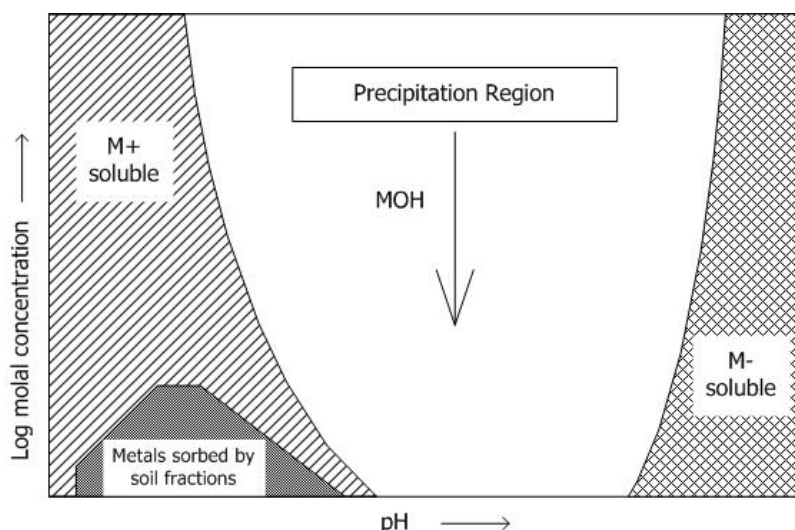 Precipitation Region
M+
soluble
MOH
Log molal concentration
M-
soluble
Metals sorbed by
soil fractions
pH